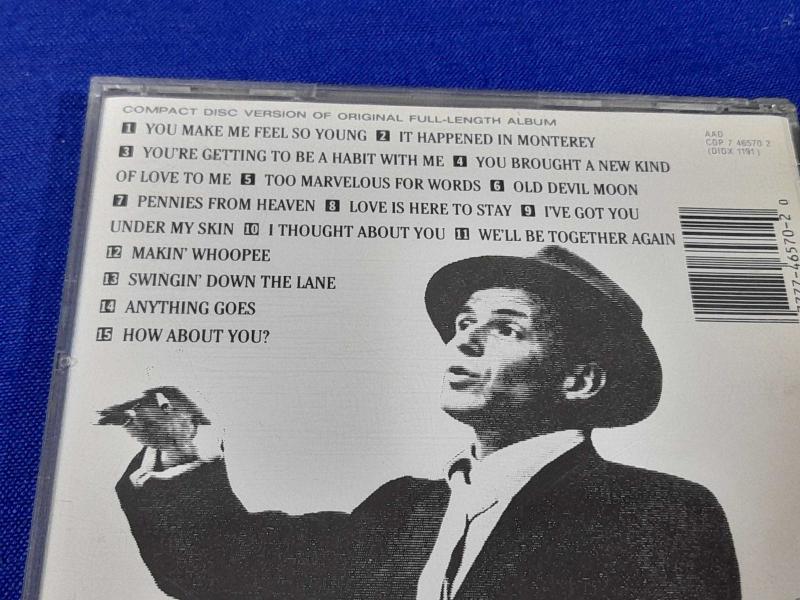 COMPACT DISC VERSION OF ORIGINAL FULL-LENGTH ALBUM
1 YOU MAKE ME FEEL SO YOUNG 2 IT HAPPENED IN MONTEREY
3 YOU'RE GETTING TO BE A HABIT WITH ME 4 YOU BROUGHT A NEW KIND
OF LOVE TO ME 5 TOO MARVELOUS FOR WORDS 6 OLD DEVIL MOON
7 PENNIES FROM HEAVEN 8 LOVE IS HERE TO STAY 9 I'VE GOT YOU
UNDER MY SKIN 10 I THOUGHT ABOUT YOU 11 WE'LL BE TOGETHER AGAIN
12 MAKIN' WHOOPEE
13 SWINGIN' DOWN THE LANE
14 ANYTHING GOES
15 HOW ABOUT YOU?
AAD
CDP 7 46570 2
(DIDX 1191)
777-46570-2 0